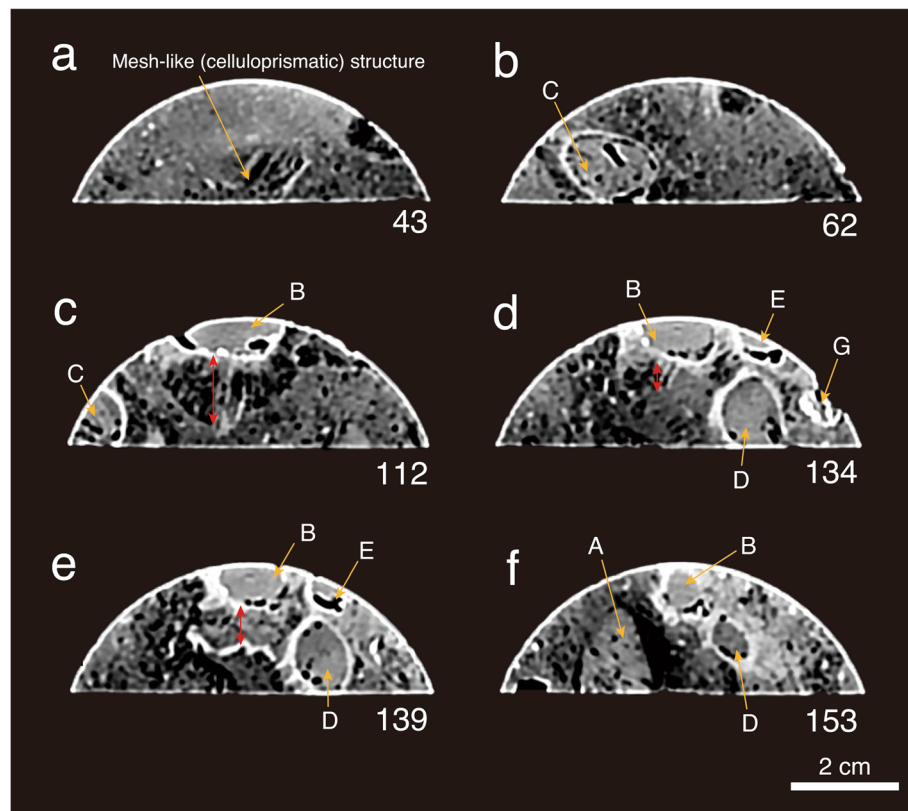 a
Mesh-like (celluloprismatic) structure
43
b
C
62
c
B
C
112
d
B
E
G
D
134
e
B
E
D
139
f
A
B
D
153
2 cm